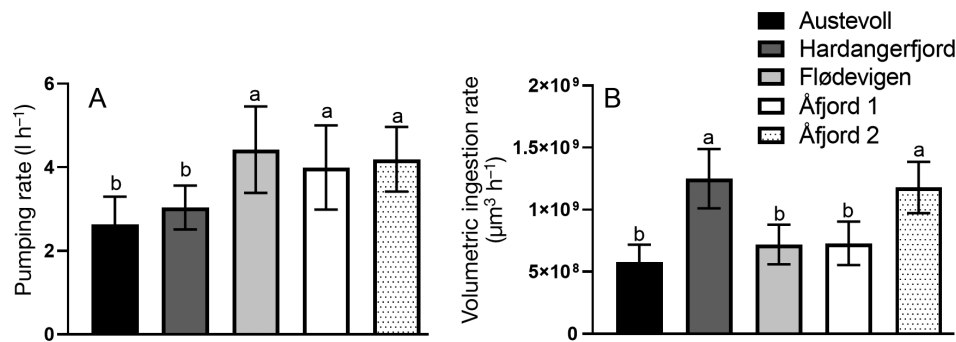 Austevoll
Hardangerfjord
Flødevigen
Åfjord 1
Åfjord 2
A
Pumping rate (l h⁻¹)
6
4
2
0
b
b
a
a
a
B
Volumetric ingestion rate
(µm³ h⁻¹)
2×10⁹
1.5×10⁹
1×10⁹
5×10⁸
0
b
a
b
b
a